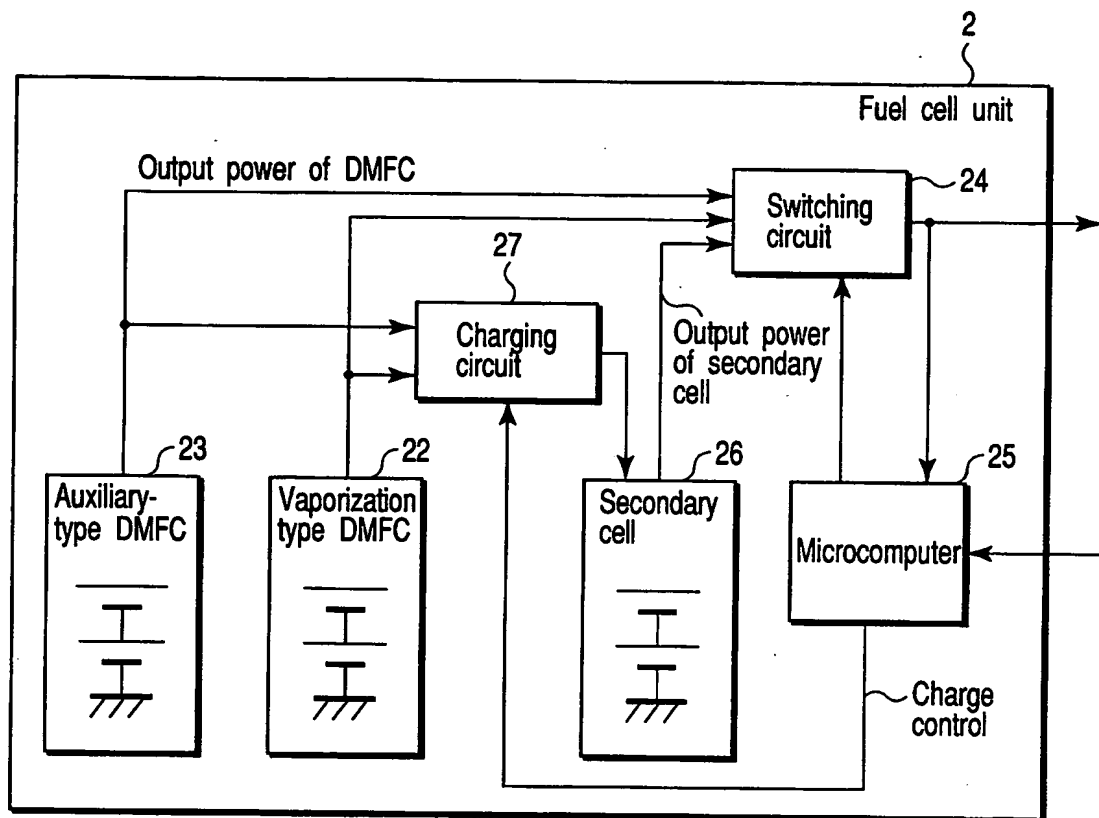 2
Fuel cell unit
Output power of DMFC
24
Switching
circuit
27
Charging
circuit
Output power
of secondary
cell
23
Auxiliary-
type DMFC
22
Vaporization
type DMFC
26
Secondary
cell
25
Microcomputer
Charge
control